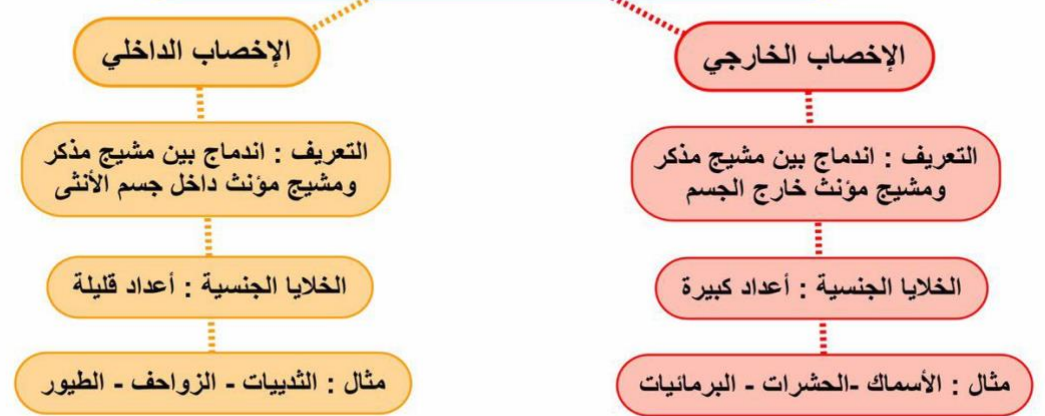 الإخصاب الخارجي
التعريف : اندماج بين مشيج مذكر
ومشيج مؤنث خارج الجسم
الخلايا الجنسية : أعداد كبيرة
مثال : الأسماك -الحشرات - البرمائيات
الإخصاب الداخلي
التعريف : اندماج بين مشيج مذكر
ومشيج مؤنث داخل جسم الأنثى
الخلايا الجنسية : أعداد قليلة
مثال : الثدييات - الزواحف - الطيور